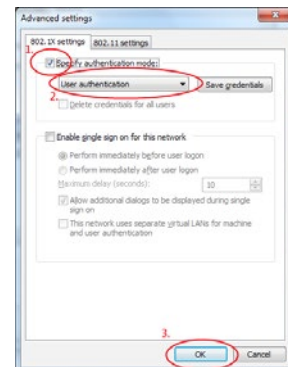 Advanced settings
802.1X settings 802.11 settings
1.
Specify authentication mode:
User authentication Save credentials
2.
Delete credentials for all users
Enable single sign on for this network
Perform immediately before user logon
Perform immediately after user logon
Maximum delay (seconds): 10
Allow additional dialogs to be displayed during single
sign on
This network uses separate virtual LANs for machine
and user authentication
3.
OK Cancel